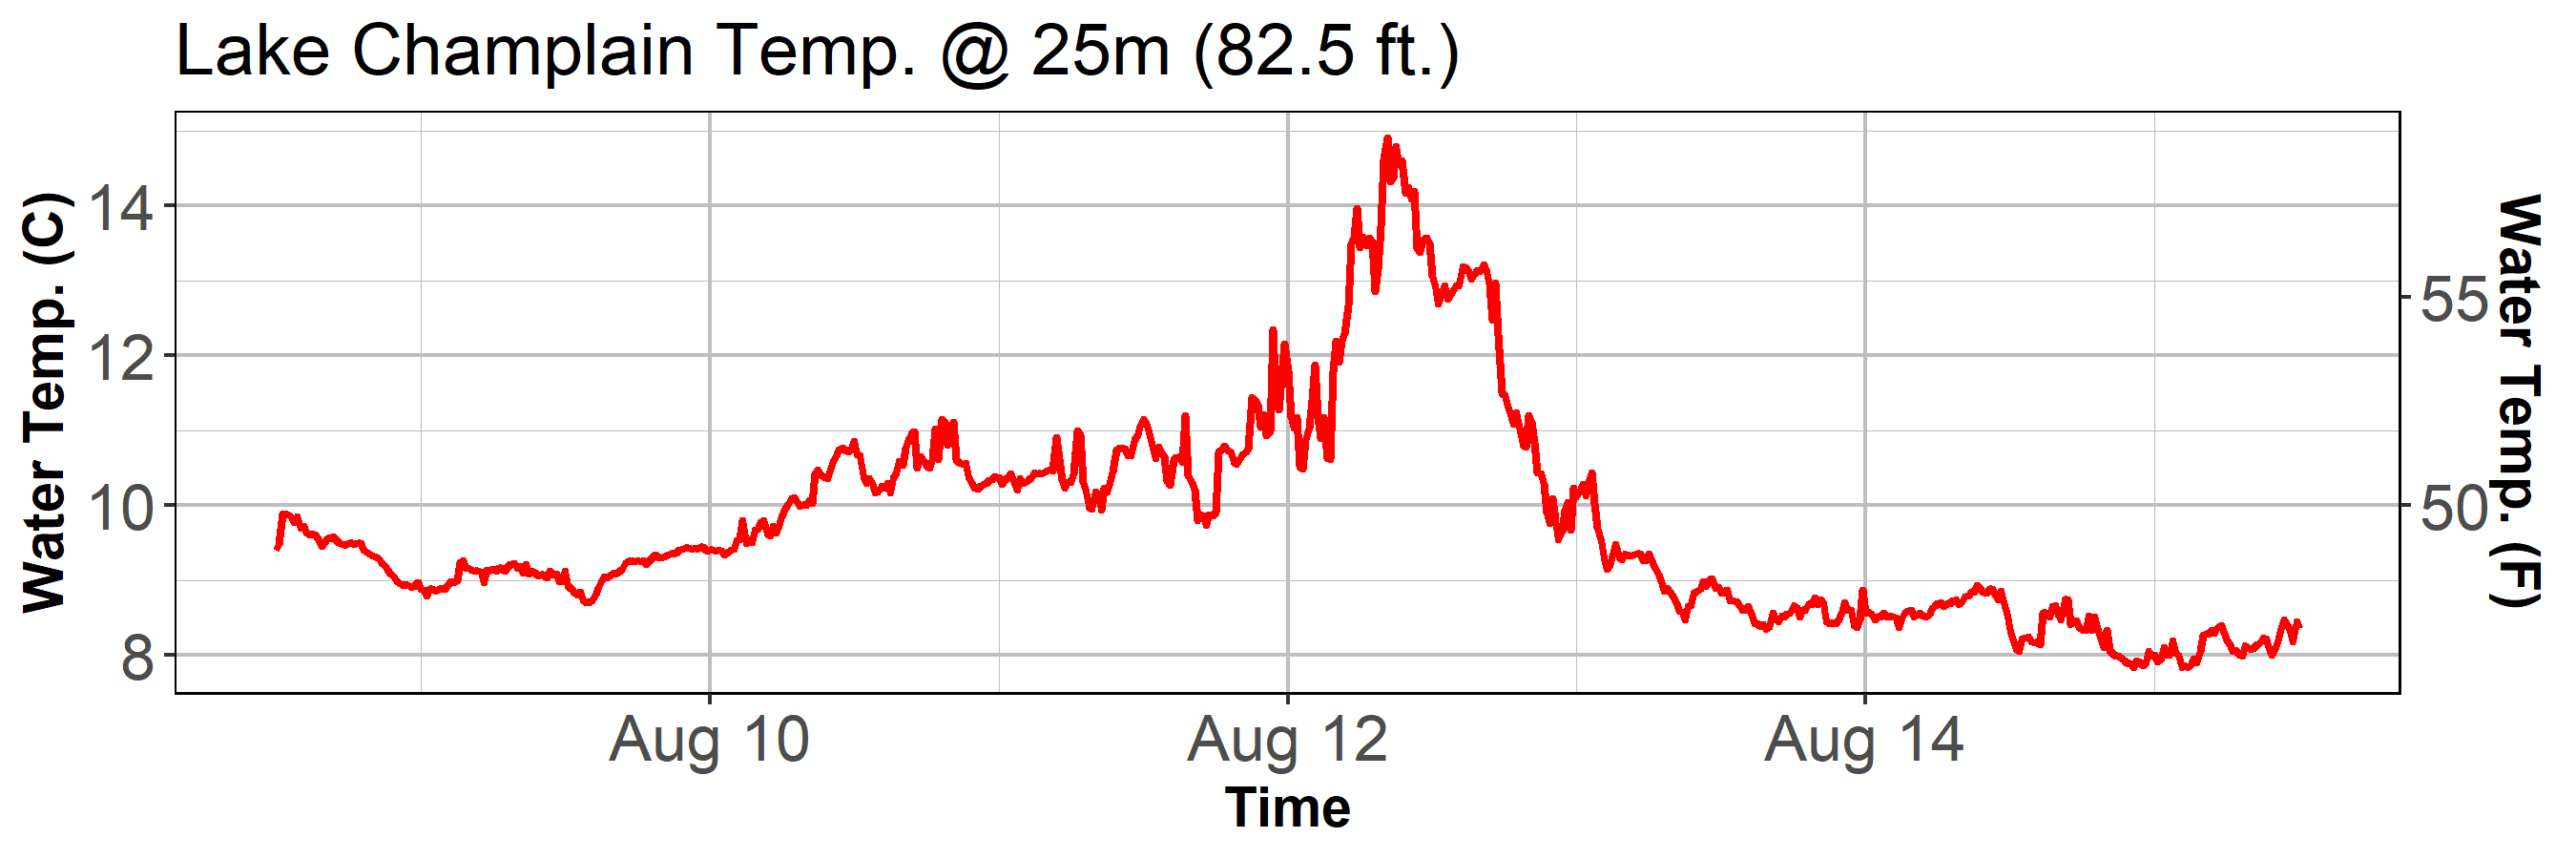 Lake Champlain Temp. @ 25m (82.5 ft.)
Water Temp. (C)
14
12
10
8
55
50
Water Temp. (F)
Aug 10
Aug 12
Aug 14
Time